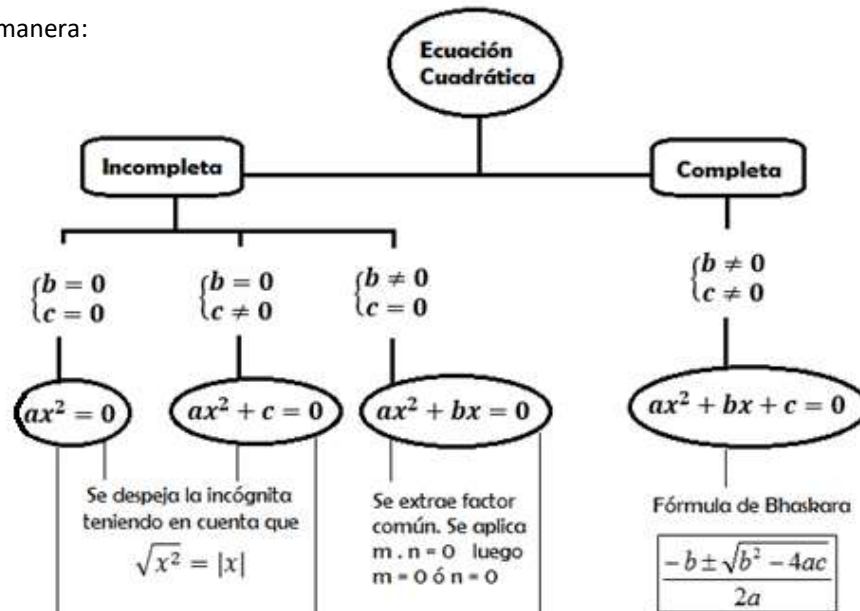 manera:
Ecuación
Cuadrática
Incompleta
Completa
{b = 0
c = 0
{b = 0
c ≠ 0
{b ≠ 0
c = 0
{b ≠ 0
c ≠ 0
ax² = 0
ax² + c = 0
ax² + bx = 0
ax² + bx + c = 0
Se despeja la incógnita
teniendo en cuenta que
√x² = |x|
Se extrae factor
común. Se aplica
m . n = 0 luego
m = 0 ó n = 0
Fórmula de Bhaskara
-b ± √b² − 4ac
2a